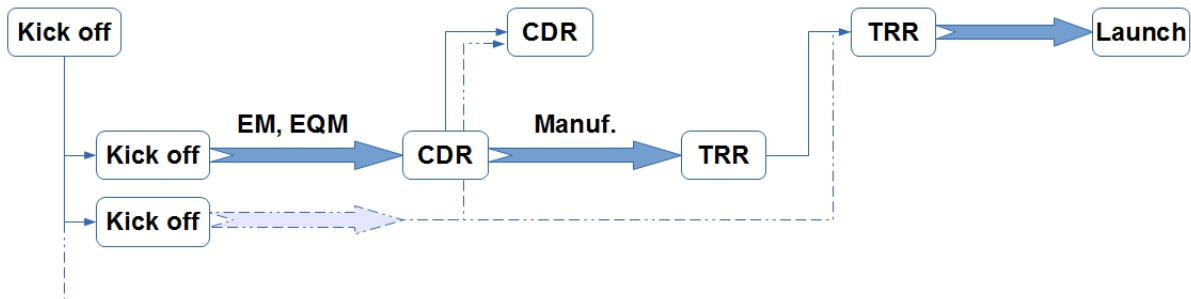 Kick off
CDR
TRR
Launch
EM, EQM
Manuf.
Kick off
CDR
TRR
Kick off